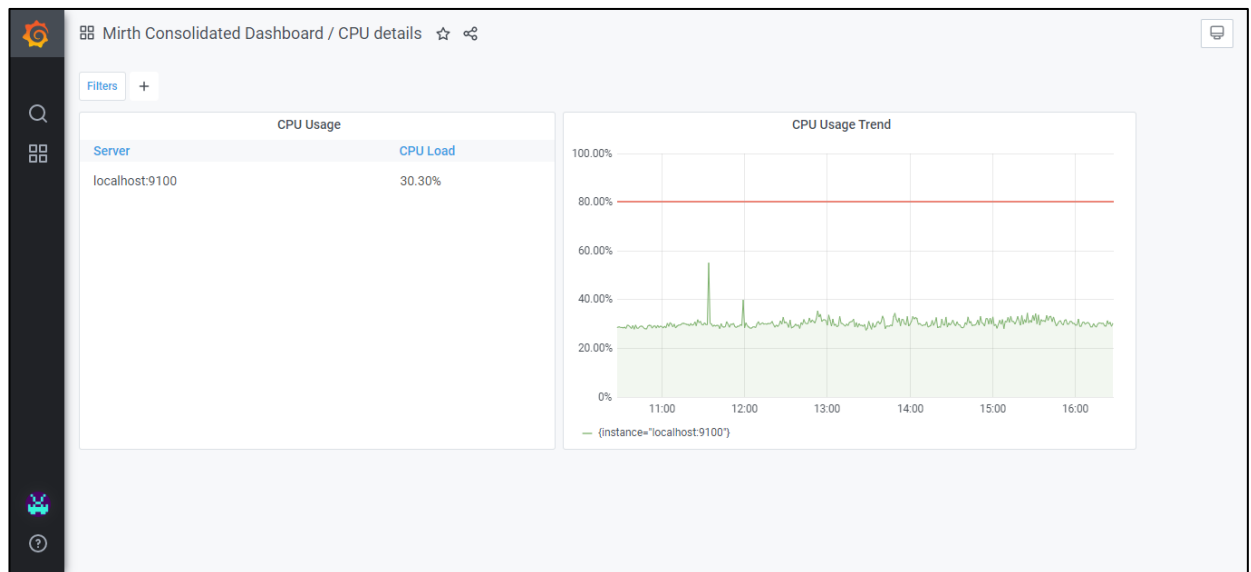 Mirth Consolidated Dashboard / CPU details
Filters +
CPU Usage
Server CPU Load
localhost:9100 30.30%
CPU Usage Trend
100.00%
80.00%
60.00%
40.00%
20.00%
0%
11:00 12:00 13:00 14:00 15:00 16:00
{instance="localhost:9100"}